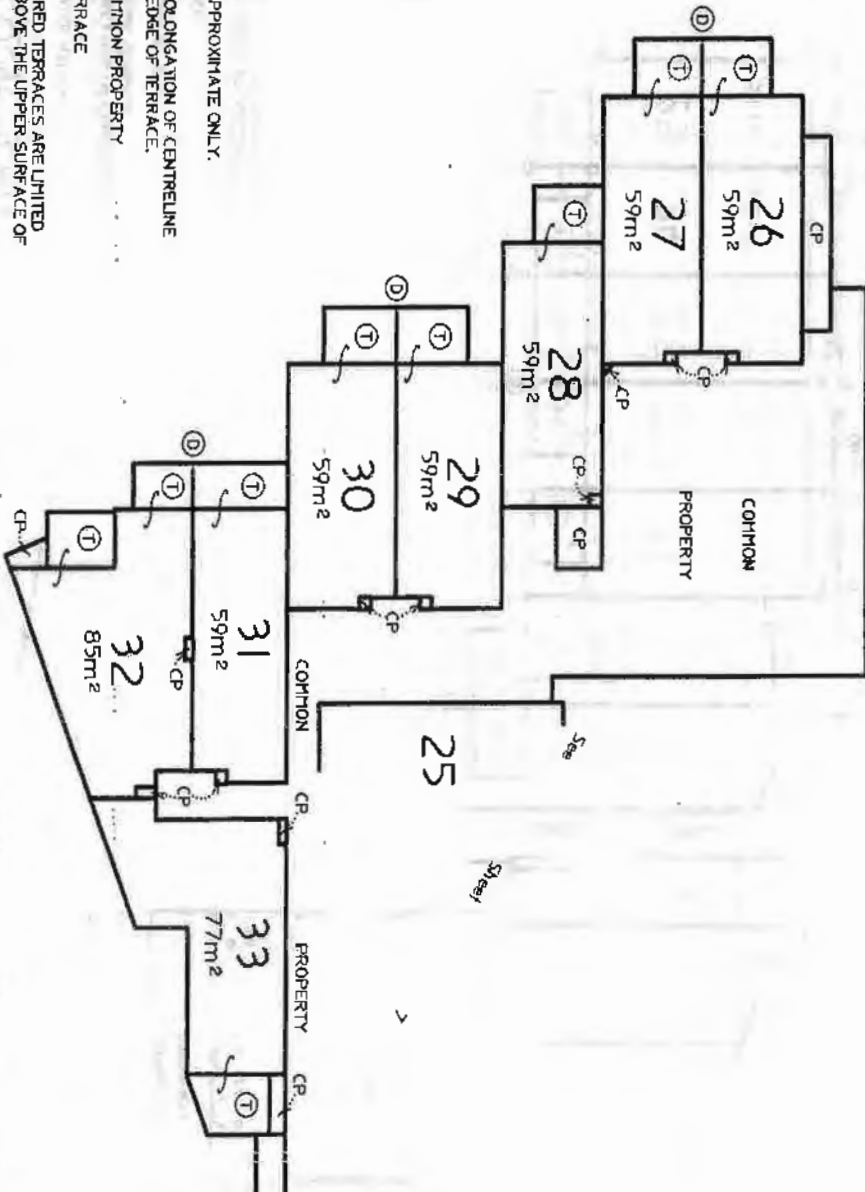 CP
26
59m²
T
D
27
59m²
T
CP
COMMON
PROPERTY
CP
28
59m²
T
CP
CP
29
59m²
T
D
30
59m²
T
CP
See
25
Sheet
COMMON
31
59m²
T
D
32
85m²
T
T
CP
CP
CP
CP
PROPERTY
33
77m²
T
CP
PPROXIMATE ONLY.
OLONGATION OF CENTRELINE
EDGE OF TERRACE.
MMON PROPERTY
RRACE
RED TERRACES ARE LIMITED
BOVE THE UPPER SURFACE OF